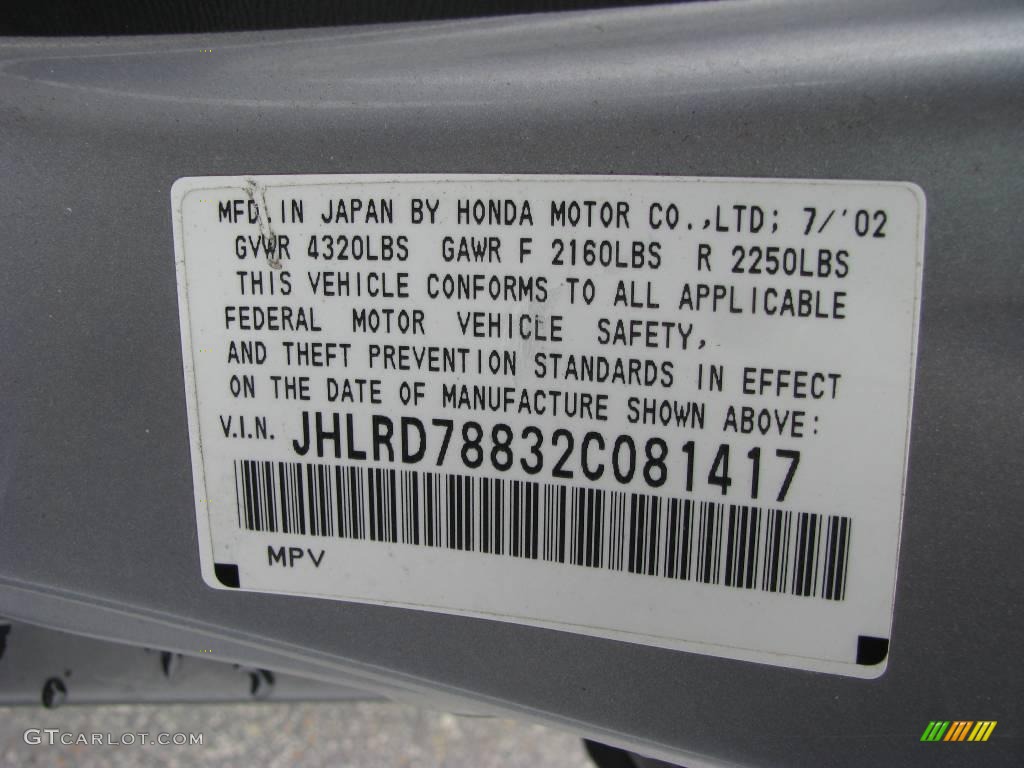 MFD.IN JAPAN BY HONDA MOTOR CO.,LTD; 7/'02
GVWR 4320LBS GAWR F 2160LBS R 2250LBS
THIS VEHICLE CONFORMS TO ALL APPLICABLE
FEDERAL MOTOR VEHICLE SAFETY,
AND THEFT PREVENTION STANDARDS IN EFFECT
ON THE DATE OF MANUFACTURE SHOWN ABOVE:
V.I.N. JHLRD78832C081417
MPV
GTCARLOT.COM